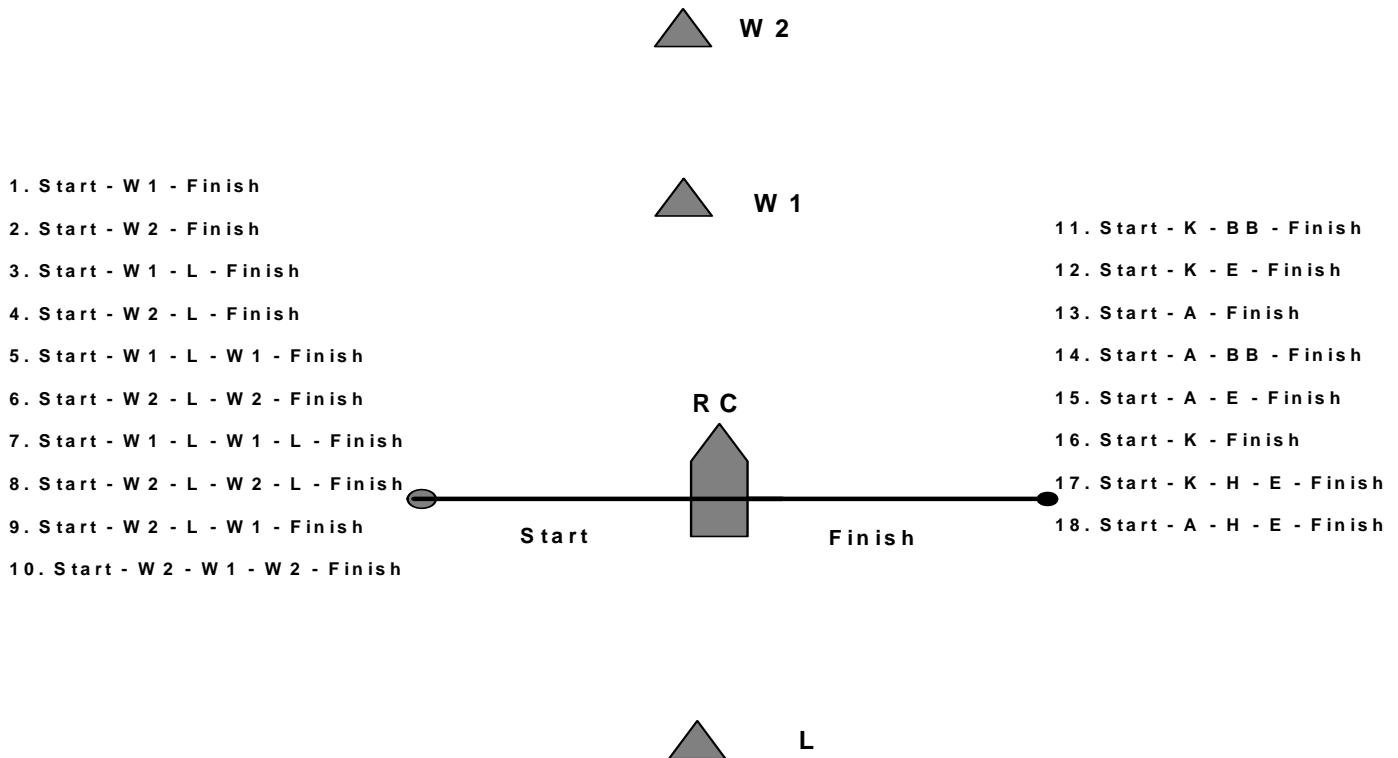 W 2
W 1
1. Start - W 1 - Finish
2. Start - W 2 - Finish
3. Start - W 1 - L - Finish
4. Start - W 2 - L - Finish
5. Start - W 1 - L - W 1 - Finish
6. Start - W 2 - L - W 2 - Finish
7. Start - W 1 - L - W 1 - L - Finish
8. Start - W 2 - L - W 2 - L - Finish
9. Start - W 2 - L - W 1 - Finish
10. Start - W 2 - W 1 - W 2 - Finish
R C
Start
Finish
11. Start - K - B B - Finish
12. Start - K - E - Finish
13. Start - A - Finish
14. Start - A - B B - Finish
15. Start - A - E - Finish
16. Start - K - Finish
17. Start - K - H - E - Finish
18. Start - A - H - E - Finish
L